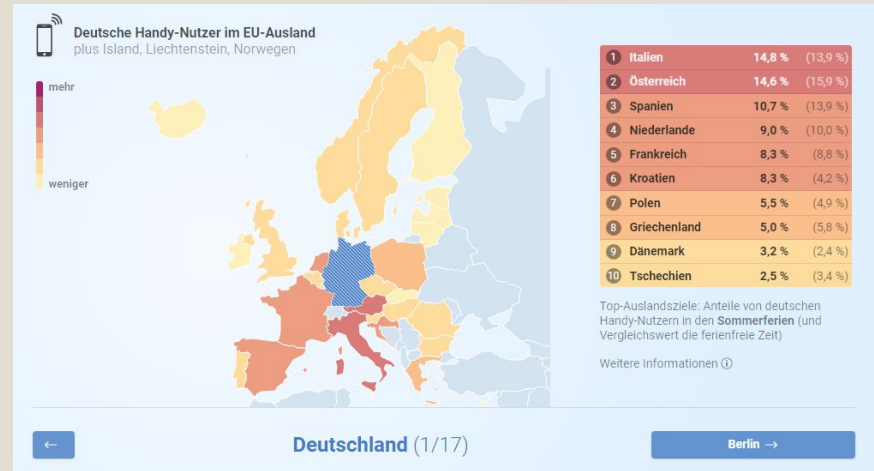 Deutsche Handy-Nutzer im EU-Ausland
plus Island, Liechtenstein, Norwegen
mehr
weniger
1 Italien 14,8 % (13,9 %)
2 Österreich 14,6 % (15,9 %)
3 Spanien 10,7 % (13,9 %)
4 Niederlande 9,0 % (10,0 %)
5 Frankreich 8,3 % (8,8 %)
6 Kroatien 8,3 % (4,2 %)
7 Polen 5,5 % (4,9 %)
8 Griechenland 5,0 % (5,8 %)
9 Dänemark 3,2 % (2,4 %)
10 Tschechien 2,5 % (3,4 %)
Top-Auslandsziele: Anteile von deutschen
Handy-Nutzern in den Sommerferien (und
Vergleichswert die ferienfreie Zeit)
Weitere Informationen ⓘ
←
Deutschland (1/17)
Berlin →